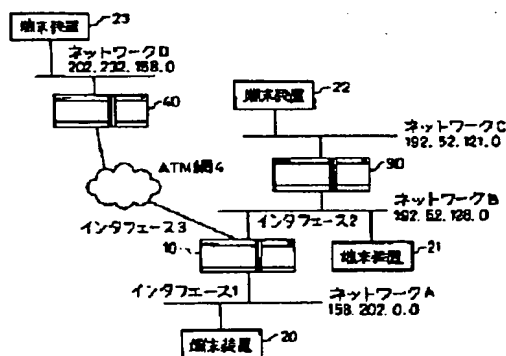 23
端末装置
ネットワークD
202.232.158.0
40
端末装置
22
ネットワークC
192.52.121.0
ATM網4
30
インタフェース3
インタフェース2
ネットワークB
192.52.128.0
10
端末装置
21
インタフェース1
ネットワークA
158.202.0.0
端末装置
20